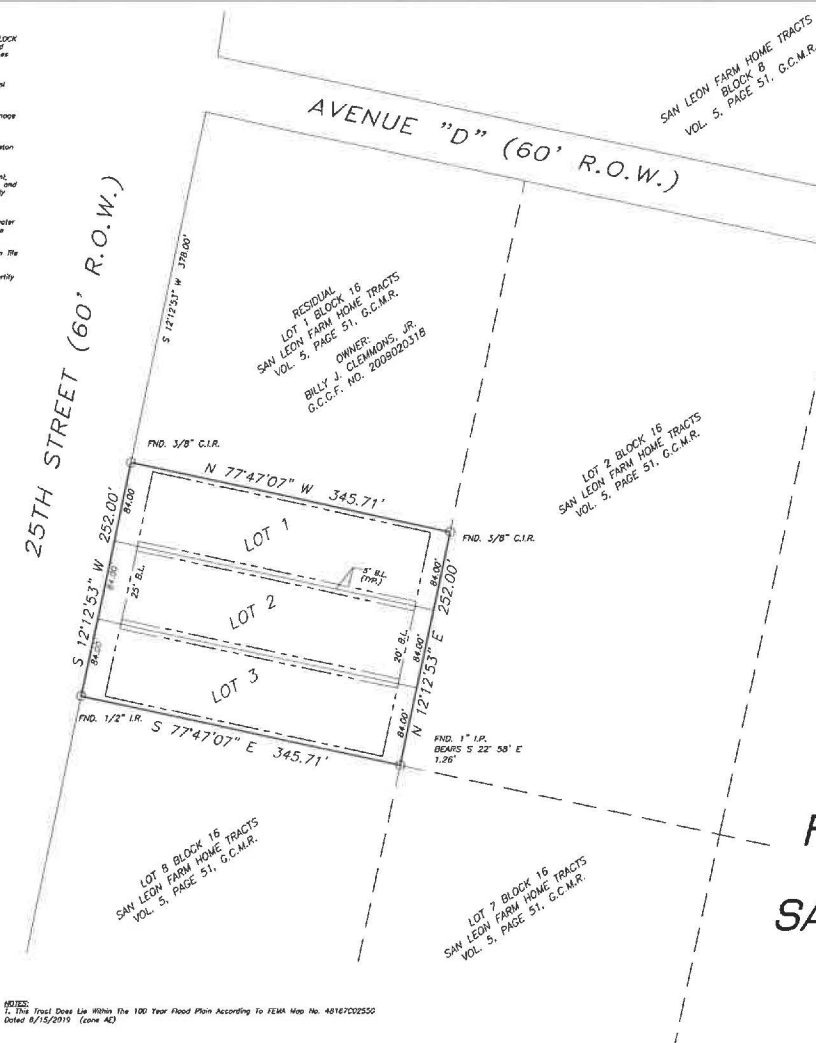 LOCK
AVENUE "D" (60' R.O.W.)
SAN LEON FARM HOME TRACTS
BLOCK 8
VOL. 5, PAGE 51, G.C.M.R.
25TH STREET (60' R.O.W.)
S 12°12'53" W 378.00'
RESIDUAL
LOT 1 BLOCK 16
SAN LEON FARM HOME TRACTS
VOL. 5, PAGE 51, G.C.M.R.
OWNER:
BILLY J. CLEMMONS, JR.
G.C.C.F. NO. 2009020318
LOT 2 BLOCK 16
SAN LEON FARM HOME TRACTS
VOL. 5, PAGE 51, G.C.M.R.
FND. 3/8" C.I.R.
N 77°47'07" W 345.71'
FND. 3/8" C.I.R.
S 12°12'53" W 252.00'
84.00
84.00
84.00
25' B.L.
LOT 1
5' B.L.
(TYP.)
LOT 2
LOT 3
20' B.L.
84.00'
84.00'
84.00'
N 12°12'53" E 252.00'
FND. 1/2" I.R.
S 77°47'07" E 345.71'
FND. 1" I.P.
BEARS S 22° 58' E
1.26'
LOT 8 BLOCK 16
SAN LEON FARM HOME TRACTS
VOL. 5, PAGE 51, G.C.M.R.
LOT 7 BLOCK 16
SAN LEON FARM HOME TRACTS
VOL. 5, PAGE 51, G.C.M.R.
SA
NOTES:
1. This Tract Does Lie Within The 100 Year Flood Plain According To FEMA Map No. 48167C0255G
Dated 8/15/2019 (zone AE)